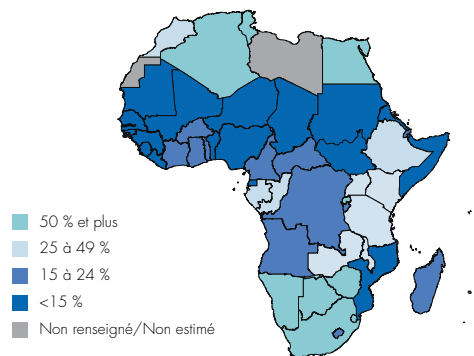 50 % et plus
25 à 49 %
15 à 24 %
<15 %
Non renseigné/Non estimé